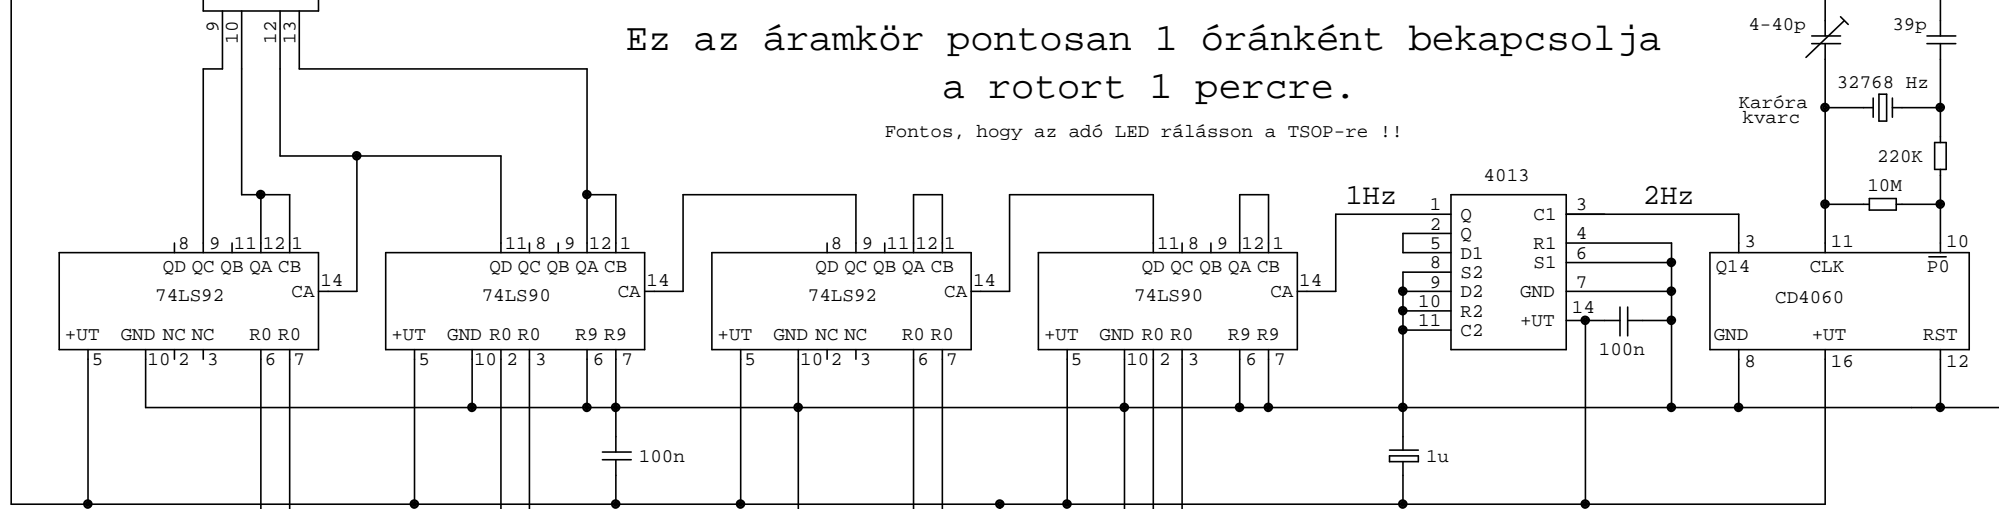 9 10 12 13
Ez az áramkör pontosan 1 óránként bekapcsolja
a rotort 1 percre.
Fontos, hogy az adó LED rálásson a TSOP-re !!
4-40p 39p
32768 Hz
Karóra
kvarc
220K
10M
4013
1Hz 2Hz
8 9 11 12 1
QD QC QB QA CB
CA 14
74LS92
+UT GND NC NC R0 R0
5 10 2 3 6 7
11 8 9 12 1
QD QC QB QA CB
CA 14
74LS90
+UT GND R0 R0 R9 R9
5 10 2 3 6 7
100n
8 9 11 12 1
QD QC QB QA CB
CA 14
74LS92
+UT GND NC NC R0 R0
5 10 2 3 6 7
11 8 9 12 1
QD QC QB QA CB
CA 14
74LS90
+UT GND R0 R0 R9 R9
5 10 2 3 6 7
1 Q C1 3
2 Q R1 4
5 D1 S1 6
8 S2
9 D2 GND 7
10 R2 +UT 14
11 C2
100n
1u
3 11 10
Q14 CLK P0
CD4060
GND +UT RST
8 16 12